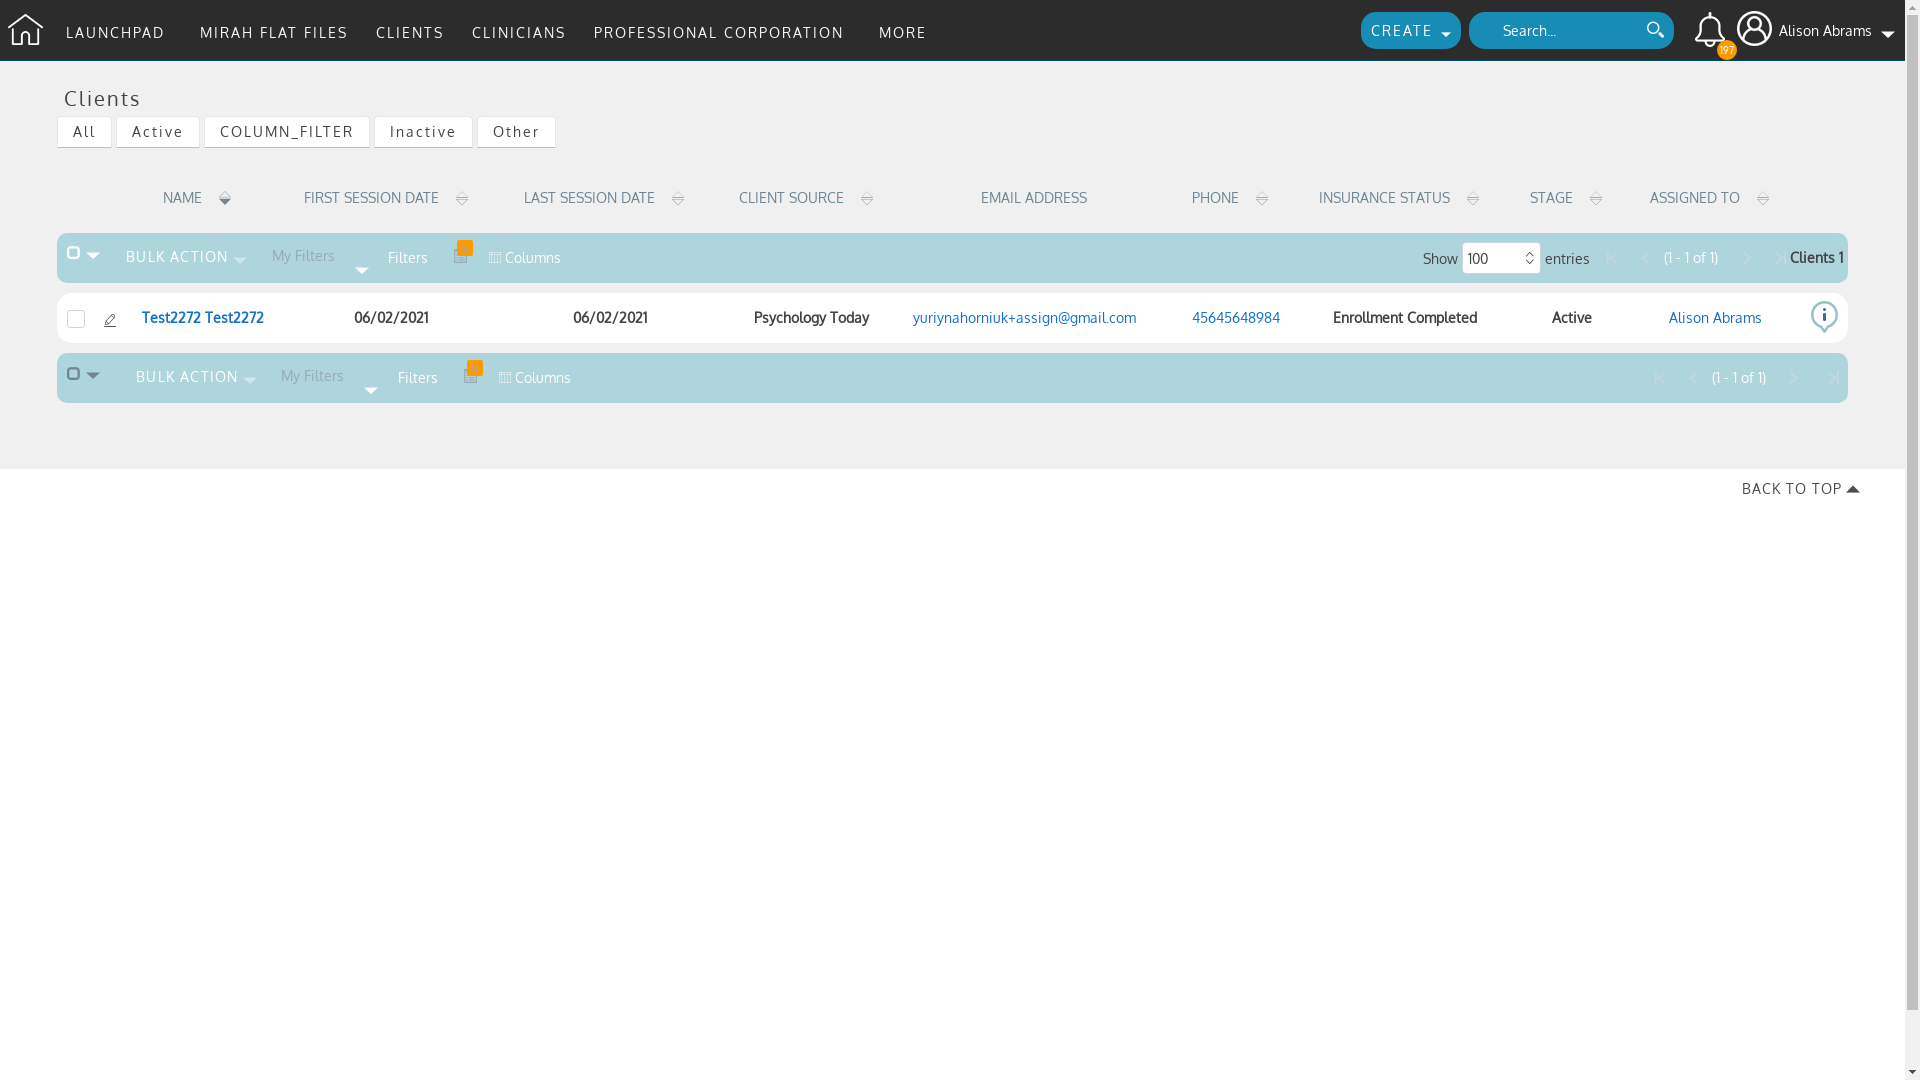 LAUNCHPAD MIRAH FLAT FILES CLIENTS CLINICIANS PROFESSIONAL CORPORATION MORE CREATE Search... 197 Alison Abrams
Clients
All Active COLUMN_FILTER Inactive Other
NAME FIRST SESSION DATE LAST SESSION DATE CLIENT SOURCE EMAIL ADDRESS PHONE INSURANCE STATUS STAGE ASSIGNED TO
BULK ACTION My Filters Filters Columns Show 100 entries (1 - 1 of 1) Clients 1
Test2272 Test2272 06/02/2021 06/02/2021 Psychology Today yuriynahorniuk+assign@gmail.com 45645648984 Enrollment Completed Active Alison Abrams
BULK ACTION My Filters Filters Columns (1 - 1 of 1)
BACK TO TOP